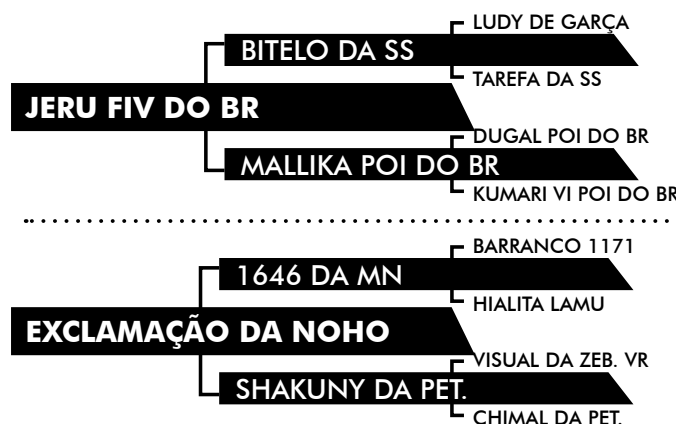 LUDY DE GARÇA
BITELO DA SS
TAREFA DA SS
JERU FIV DO BR
DUGAL POI DO BR
MALLIKA POI DO BR
KUMARI VI POI DO BR
BARRANCO 1171
1646 DA MN
HIALITA LAMU
EXCLAMAÇÃO DA NOHO
VISUAL DA ZEB. VR
SHAKUNY DA PET.
CHIMAL DA PET.